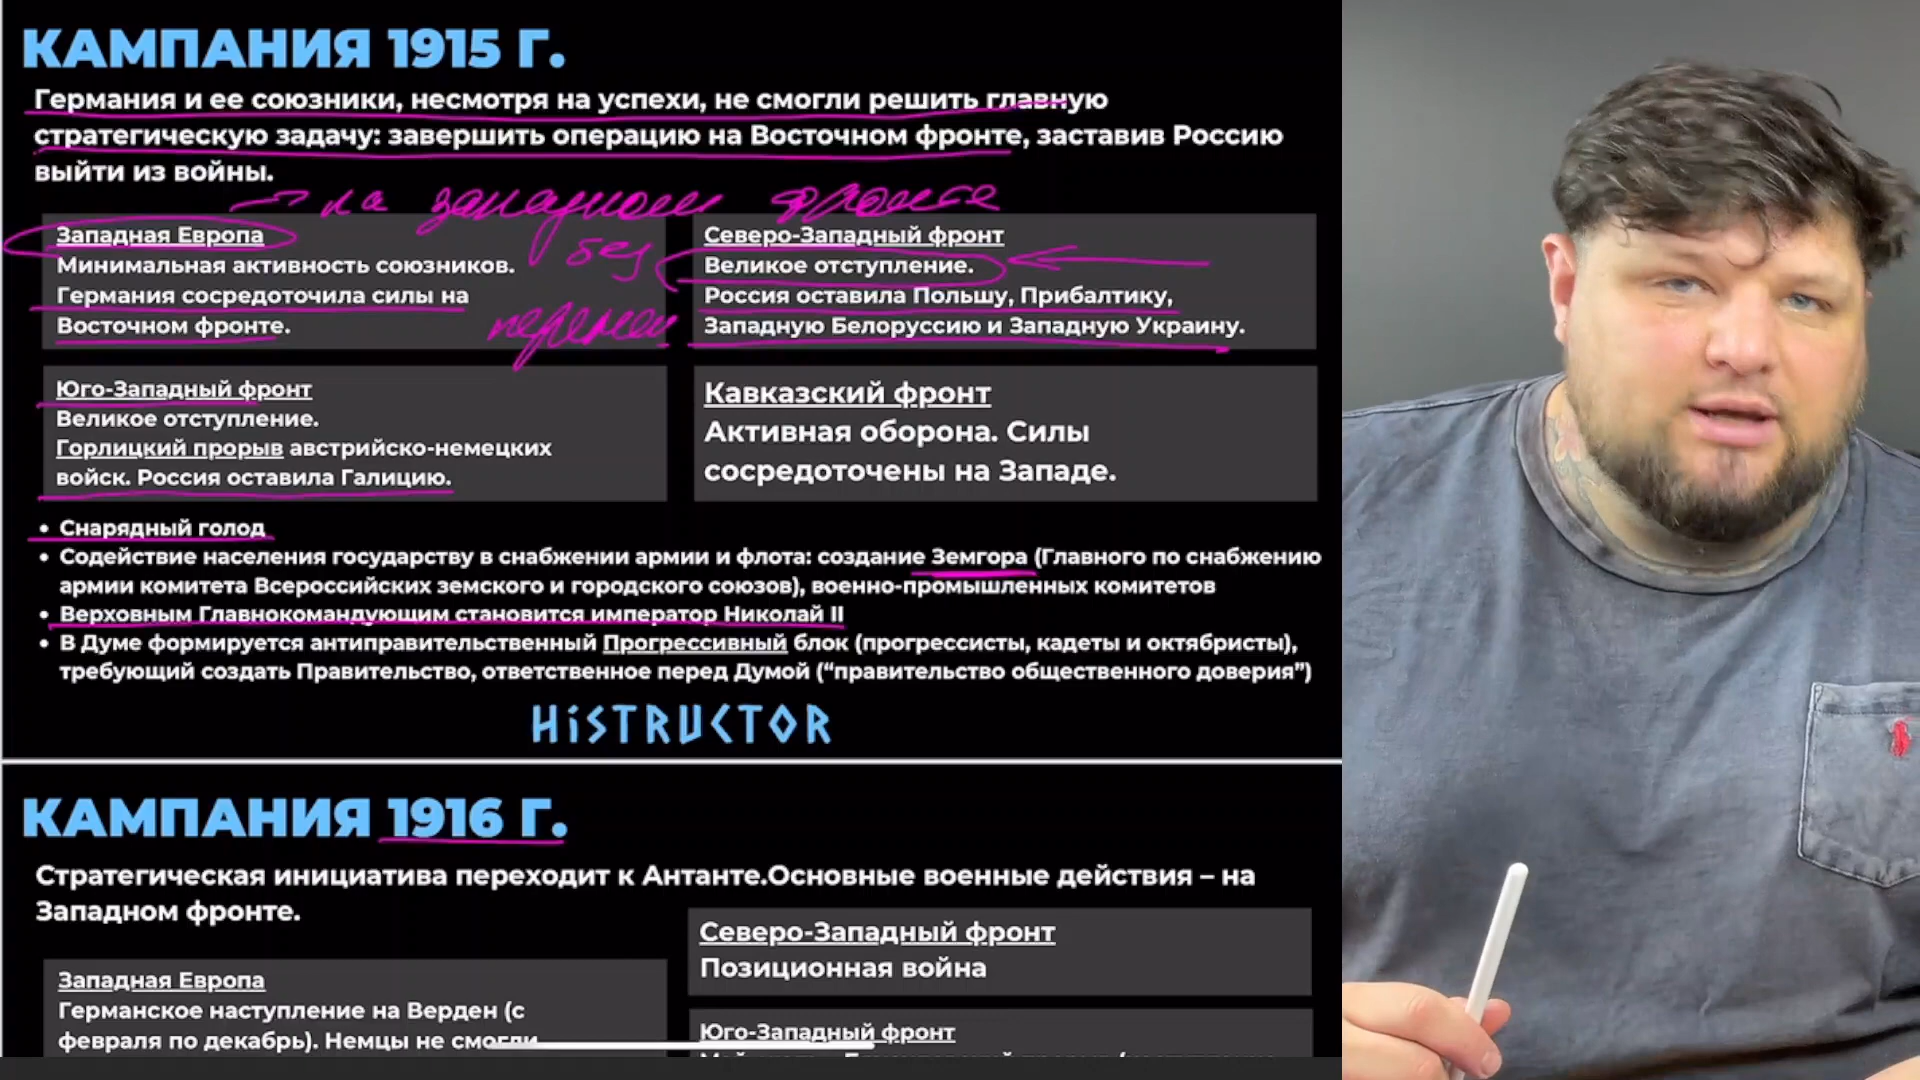 КАМПАНИЯ 1915 Г.
Германия и ее союзники, несмотря на успехи, не смогли решить главную
стратегическую задачу: завершить операцию на Восточном фронте, заставив Россию
выйти из войны.
на западном фронте
без
перемен
Западная Европа
Минимальная активность союзников.
Германия сосредоточила силы на
Восточном фронте.
Северо-Западный фронт
Великое отступление.
Россия оставила Польшу, Прибалтику,
Западную Белоруссию и Западную Украину.
Юго-Западный фронт
Великое отступление.
Горлицкий прорыв австрийско-немецких
войск. Россия оставила Галицию.
Кавказский фронт
Активная оборона. Силы
сосредоточены на Западе.
• Снарядный голод
• Содействие населения государству в снабжении армии и флота: создание Земгора (Главного по снабжению
армии комитета Всероссийских земского и городского союзов), военно-промышленных комитетов
• Верховным Главнокомандующим становится император Николай II
• В Думе формируется антиправительственный Прогрессивный блок (прогрессисты, кадеты и октябристы),
требующий создать Правительство, ответственное перед Думой (“правительство общественного доверия”)
HiSTRUCTOR
КАМПАНИЯ 1916 Г.
Стратегическая инициатива переходит к Антанте.Основные военные действия – на
Западном фронте.
Западная Европа
Германское наступление на Верден (с
февраля по декабрь). Немцы не смогли
Северо-Западный фронт
Позиционная война
Юго-Западный фронт